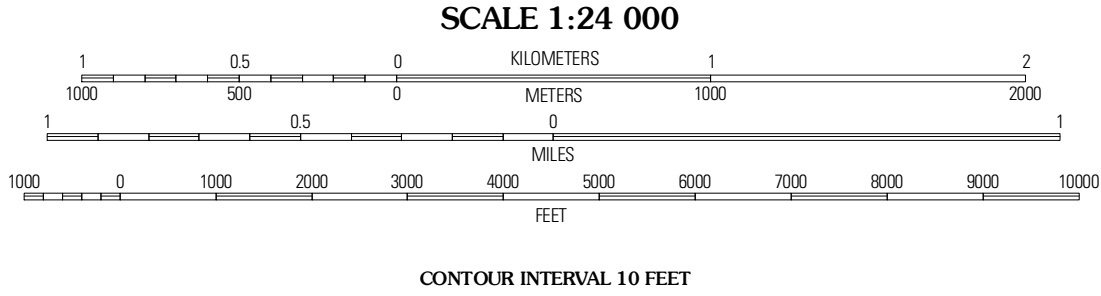 SCALE 1:24 000
1 0.5 0 KILOMETERS 1 2
1000 500 0 METERS 1000 2000
1 0.5 0 1
MILES
1000 0 1000 2000 3000 4000 5000 6000 7000 8000 9000 10000
FEET
CONTOUR INTERVAL 10 FEET